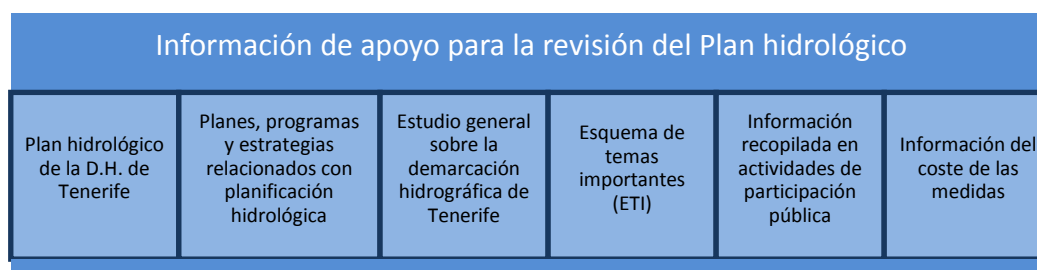 Información de apoyo para la revisión del Plan hidrológico
Plan hidrológico
de la D.H. de
Tenerife
Planes, programas
y estrategias
relacionados con
planificación
hidrológica
Estudio general
sobre la
demarcación
hidrográfica de
Tenerife
Esquema de
temas
importantes
(ETI)
Información
recopilada en
actividades de
participación
pública
Información del
coste de las
medidas